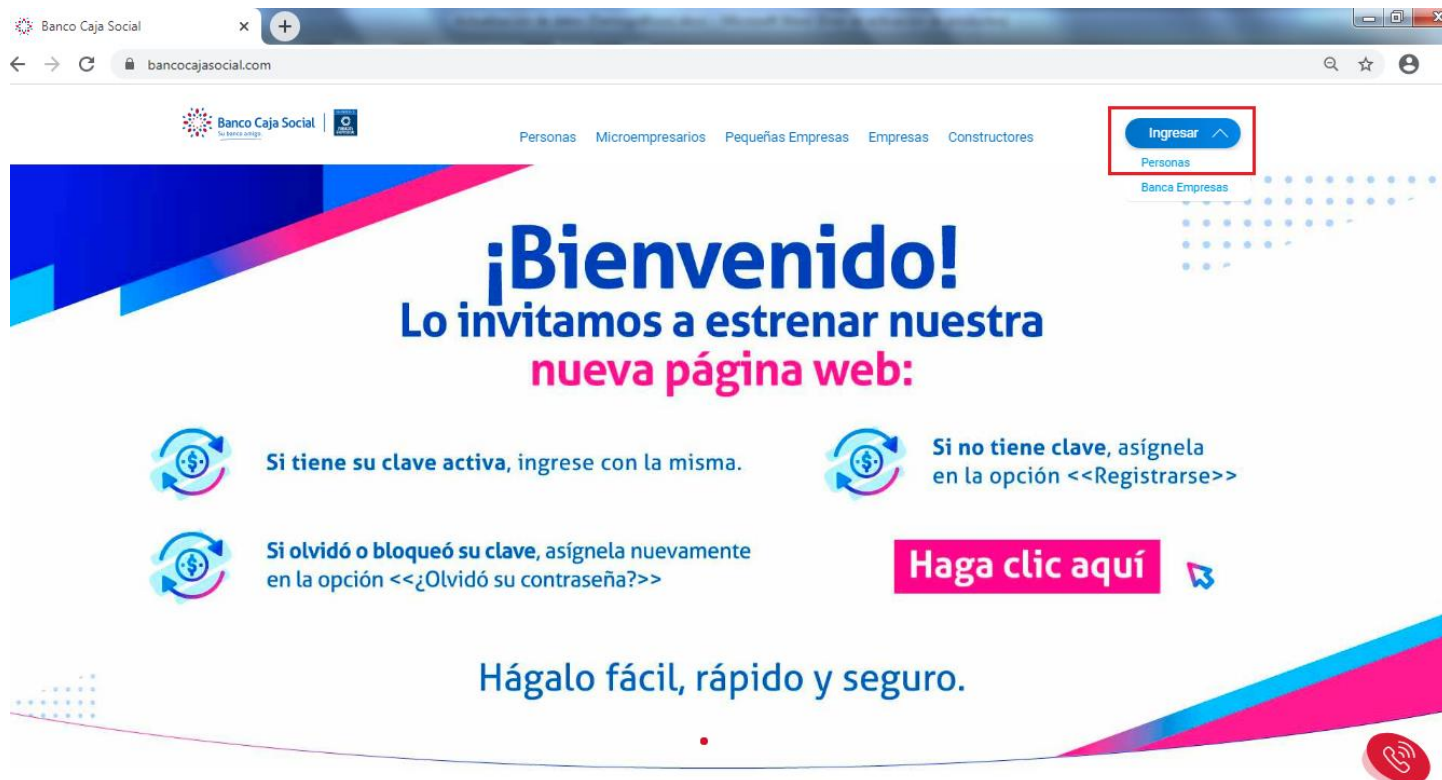 Banco Caja Social
bancocajasocial.com
Banco Caja Social
Su banco amigo.
Personas Microempresarios Pequeñas Empresas Empresas Constructores
Ingresar
Personas
Banca Empresas
¡Bienvenido!
Lo invitamos a estrenar nuestra
nueva página web:
Si tiene su clave activa, ingrese con la misma.
Si no tiene clave, asígnela
en la opción <<Registrarse>>
Si olvidó o bloqueó su clave, asígnela nuevamente
en la opción <<¿Olvidó su contraseña?>>
Haga clic aquí
Hágalo fácil, rápido y seguro.